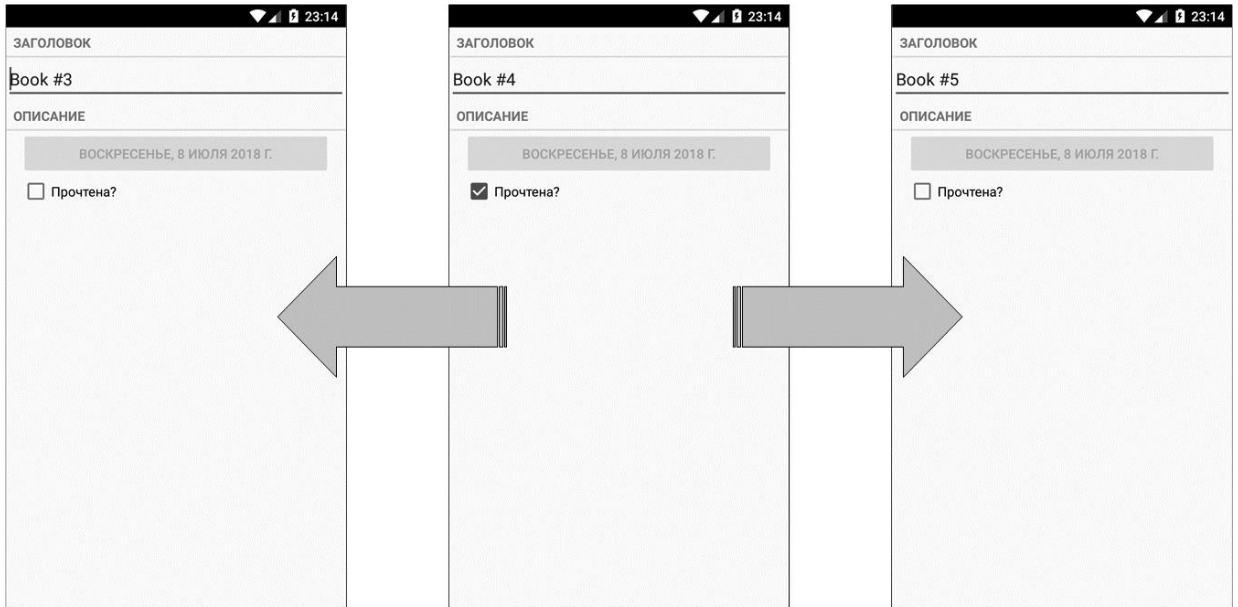 23:14
ЗАГОЛОВОК
Book #3
ОПИСАНИЕ
ВОСКРЕСЕНЬЕ, 8 ИЮЛЯ 2018 Г.
Прочтена?
23:14
ЗАГОЛОВОК
Book #4
ОПИСАНИЕ
ВОСКРЕСЕНЬЕ, 8 ИЮЛЯ 2018 Г.
Прочтена?
23:14
ЗАГОЛОВОК
Book #5
ОПИСАНИЕ
ВОСКРЕСЕНЬЕ, 8 ИЮЛЯ 2018 Г.
Прочтена?